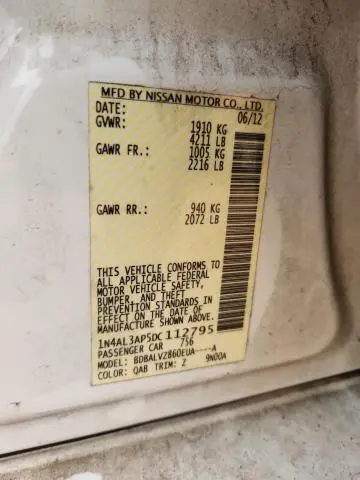 MFD BY NISSAN MOTOR CO., LTD.
DATE: 06/12
GVWR: 1910 KG
4211 LB
GAWR FR.: 1005 KG
2216 LB
GAWR RR.: 940 KG
2072 LB
THIS VEHICLE CONFORMS TO
ALL APPLICABLE FEDERAL
MOTOR VEHICLE SAFETY,
BUMPER, AND THEFT
PREVENTION STANDARDS
IN EFFECT ON THE DATE OF
MANUFACTURE SHOWN ABOVE.
1N4AL3AP5DC112795
PASSENGER CAR 756
MODEL: BDBALVZ860EUA----A
COLOR: QAB TRIM: Z 9N00A